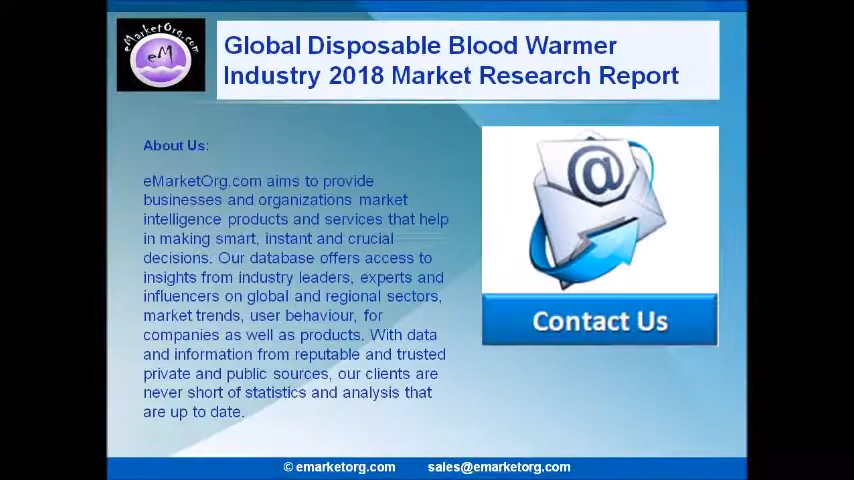 eMarketOrg.com
eM
Global Disposable Blood Warmer
Industry 2018 Market Research Report
About Us:
eMarketOrg.com aims to provide
businesses and organizations market
intelligence products and services that help
in making smart, instant and crucial
decisions. Our database offers access to
insights from industry leaders, experts and
influencers on global and regional sectors,
market trends, user behaviour, for
companies as well as products. With data
and information from reputable and trusted
private and public sources, our clients are
never short of statistics and analysis that
are up to date.
@
Contact Us
© emarketorg.com sales@emarketorg.com